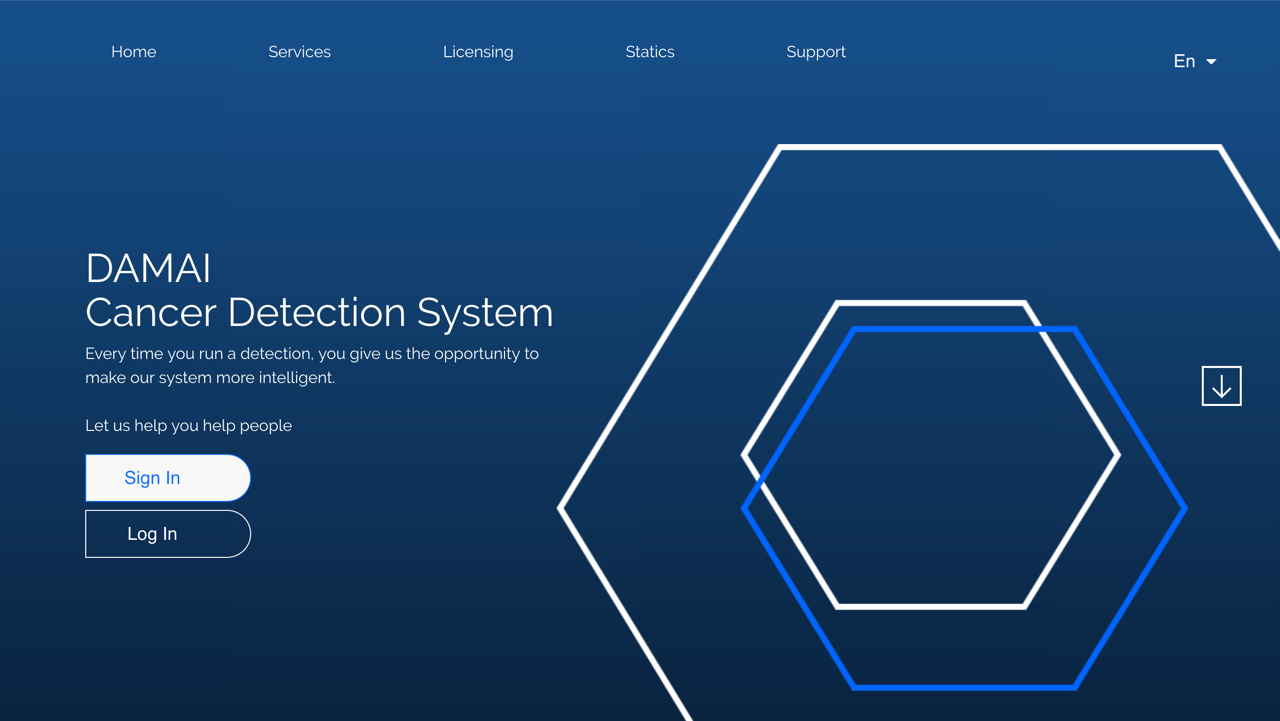 Home Services Licensing Statics Support
En
DAMAI
Cancer Detection System
Every time you run a detection, you give us the opportunity to
make our system more intelligent.
Let us help you help people
Sign In
Log In